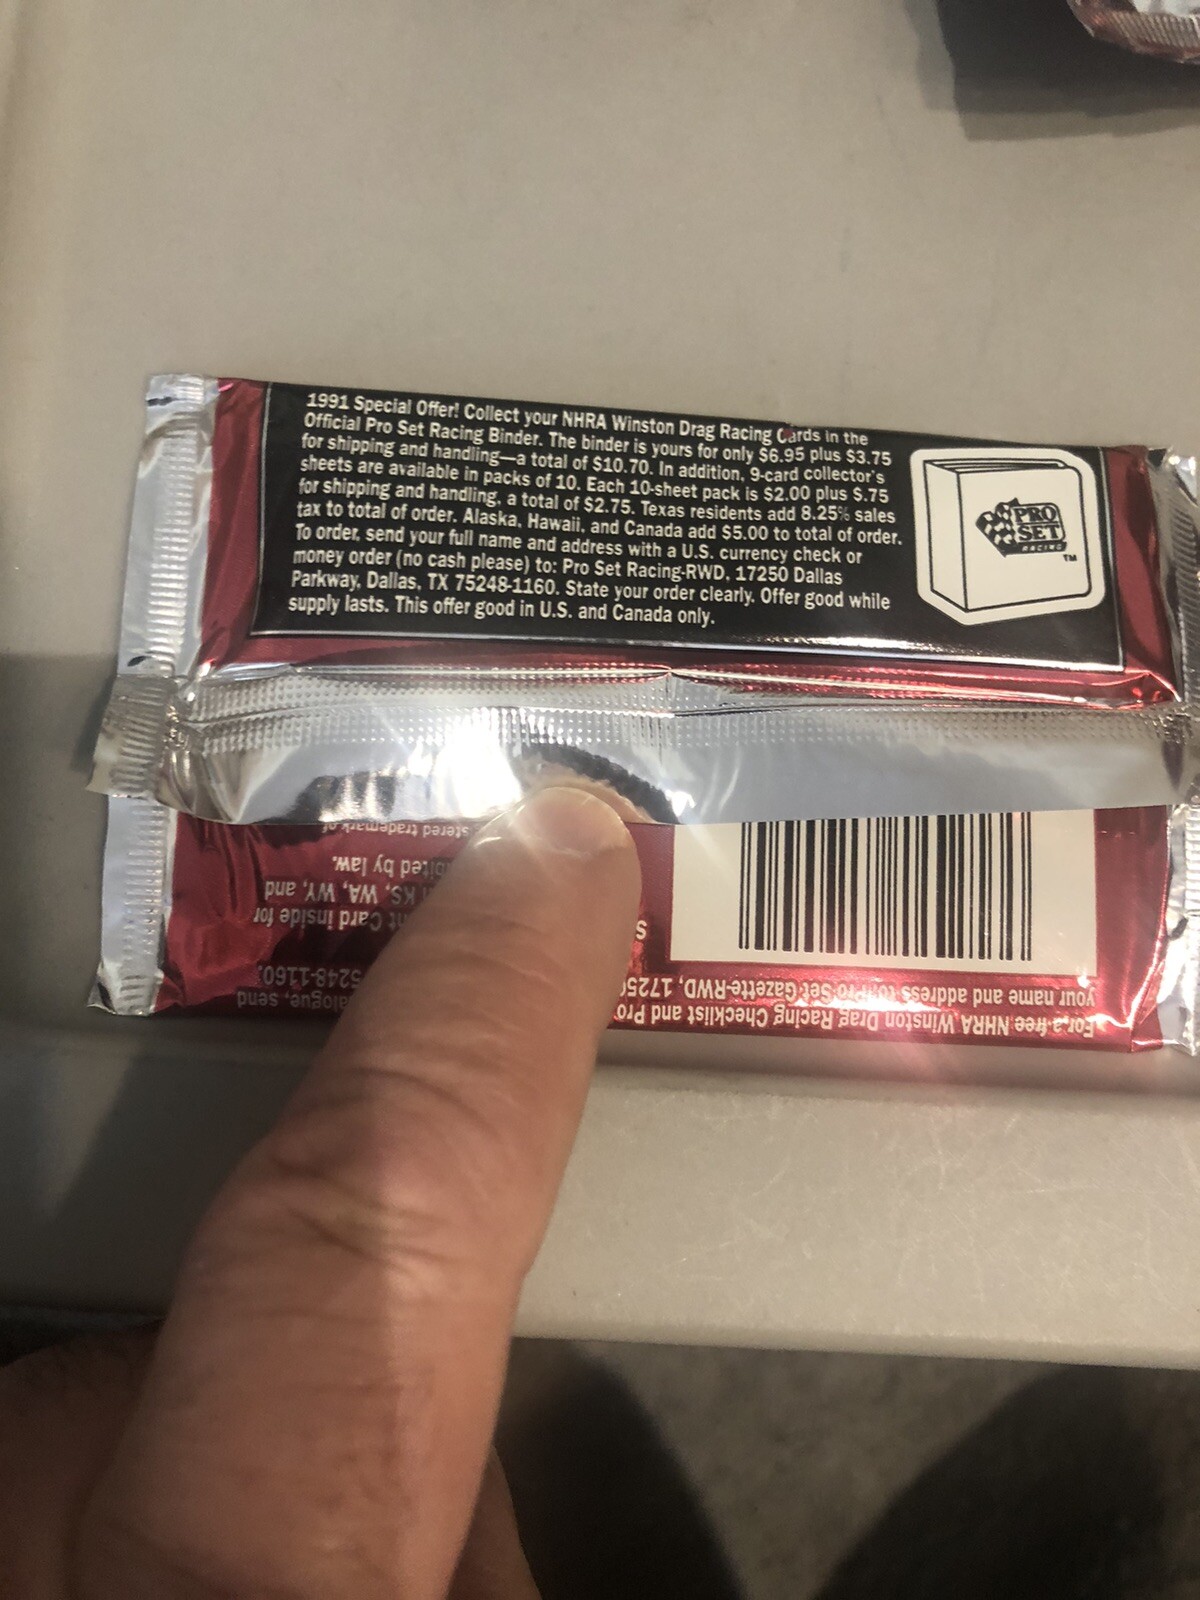 1991 Special Offer! Collect your NHRA Winston Drag Racing Cards in the
Official Pro Set Racing Binder. The binder is yours for only $6.95 plus $3.75
for shipping and handling—a total of $10.70. In addition, 9-card collector's
sheets are available in packs of 10. Each 10-sheet pack is $2.00 plus $.75
for shipping and handling, a total of $2.75. Texas residents add 8.25% sales
tax to total of order. Alaska, Hawaii, and Canada add $5.00 to total of order.
To order, send your full name and address with a U.S. currency check or
money order (no cash please) to: Pro Set Racing-RWD, 17250 Dallas
Parkway, Dallas, TX 75248-1160. State your order clearly. Offer good while
supply lasts. This offer good in U.S. and Canada only.
PRO
SET
RACING
TM
For a free NHRA Winston Drag Racing Checklist and Pro alogue, send
your name and address to: Pro Set Gazette-RWD, 1725 5248-1160.
Card inside for
KS, WA, WY, and
by law.
stered trademark of